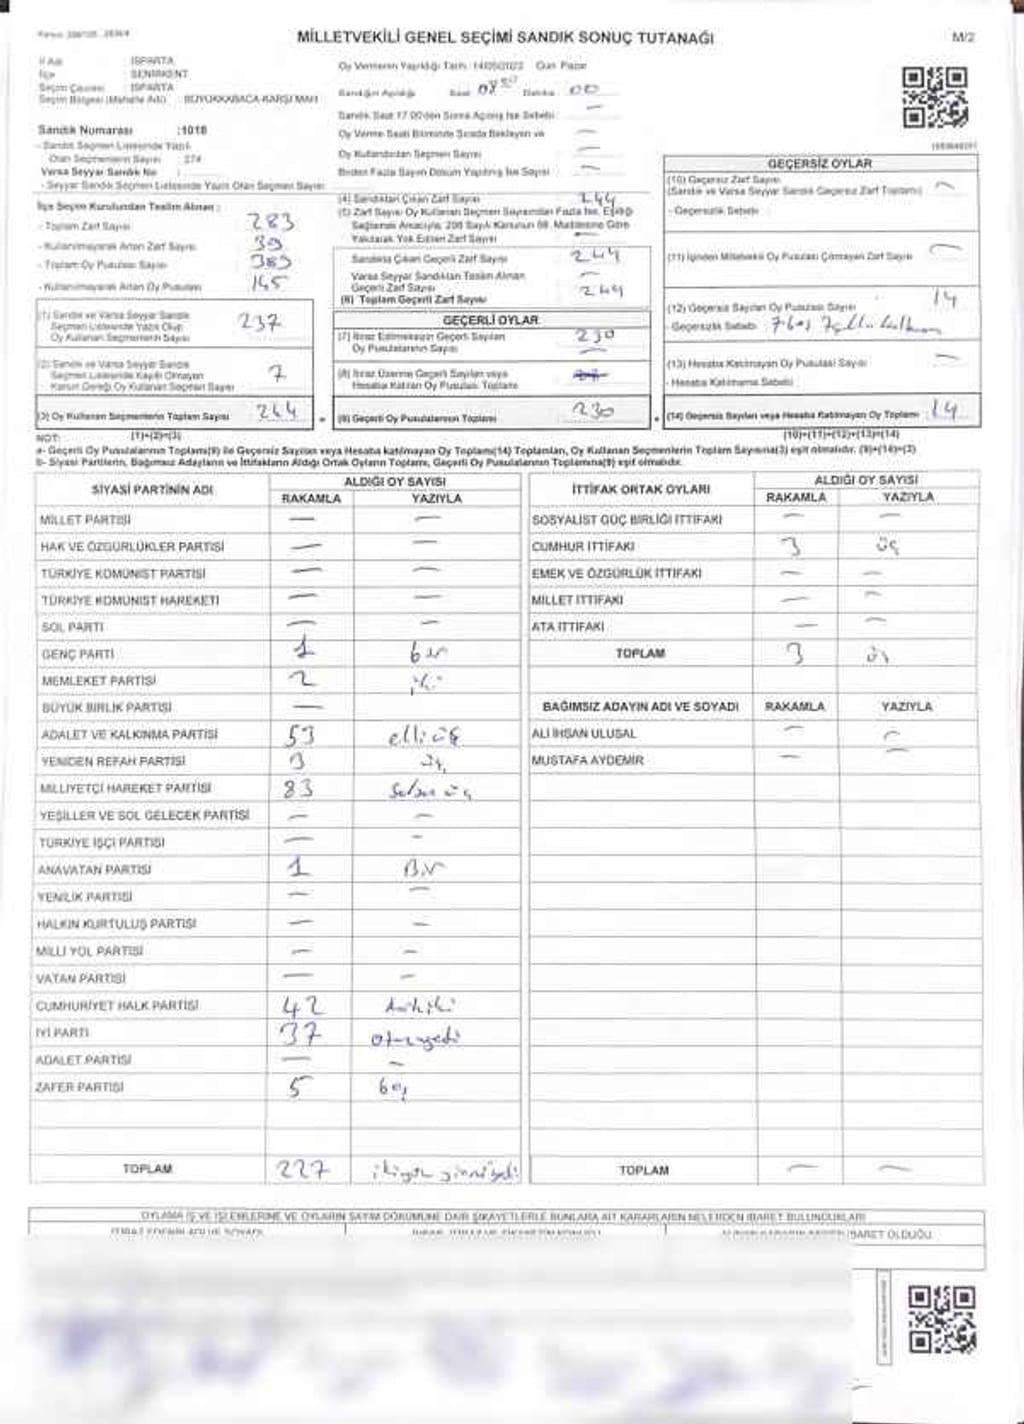 MİLLETVEKİLİ GENEL SEÇİMİ SANDIK SONUÇ TUTANAĞI
M/2
İl Adı : ISPARTA
İlçe : SENİRKENT
Seçim Çevresi : ISPARTA
Seçim Bölgesi (Mahalle Adı) : BÜYÜKKABACA-KARŞI MAH
Oy Vermenin Yapıldığı Tarih : 14/05/2023 Gün: Pazar
Sandığın Açıldığı Saat Dakika 00
Sandık Saat 17.00'den Sonra Açılmış İse Sebebi —
Oy Verme Saati Bitiminde Sırada Bekleyen ve —
Oy Kullandırılan Seçmen Sayısı —
Birden Fazla Sayım Döküm Yapılmış İse Sayısı —
Sandık Numarası :1018
- Sandık Seçmen Listesinde Yazılı
Olan Seçmenlerin Sayısı : 274
Varsa Seyyar Sandık No :
- Seyyar Sandık Seçmen Listesinde Yazılı Olan Seçmen Sayısı :
İlçe Seçim Kurulundan Teslim Alınan :
- Toplam Zarf Sayısı 283
- Kullanılmayarak Artan Zarf Sayısı 39
- Toplam Oy Pusulası Sayısı 389
- Kullanılmayarak Artan Oy Pusulası 145
(1) Sandık ve Varsa Seyyar Sandık
Seçmen Listesinde Yazılı Olup
Oy Kullanan Seçmenlerin Sayısı 237
(2) Sandık ve Varsa Seyyar Sandık
Seçmen Listesinde Kayıtlı Olmayan
Kanun Gereği Oy Kullanan Seçmen Sayısı 7
(3) Oy Kullanan Seçmenlerin Toplam Sayısı 244
(4) Sandıktan Çıkan Zarf Sayısı 244
(5) Zarf Sayısı Oy Kullanan Seçmen Sayısından Fazla İse, Eşitliği
Sağlamak Amacıyla, 298 Sayılı Kanunun 98. Maddesine Göre
Yakılarak Yok Edilen Zarf Sayısı —
Sandıkta Çıkan Geçerli Zarf Sayısı 244
Varsa Seyyar Sandıktan Teslim Alınan
Geçerli Zarf Sayısı —
(6) Toplam Geçerli Zarf Sayısı 244
GEÇERLİ OYLAR
(7) İtiraz Edilmeksizin Geçerli Sayılan
Oy Pusulalarının Sayısı 230
(8) İtiraz Üzerine Geçerli Sayılan veya
Hesaba Katılan Oy Pusulası Toplamı
(9) Geçerli Oy Pusulalarının Toplamı 230
GEÇERSİZ OYLAR
(10) Geçersiz Zarf Sayısı
(Sandık ve Varsa Seyyar Sandık Geçersiz Zarf Toplamı) —
- Geçersizlik Sebebi
(11) İçinden Milletvekili Oy Pusulası Çıkmayan Zarf Sayısı —
(12) Geçersiz Sayılan Oy Pusulası Sayısı 14
- Geçersizlik Sebebi 7 boş 7
(13) Hesaba Katılmayan Oy Pusulası Sayısı —
- Hesaba Katılmama Sebebi
(14) Geçersiz Sayılan veya Hesaba Katılmayan Oy Toplamı 14
NOT: (1)+(2)=(3)
(10)+(11)+(12)+(13)=(14)
a- Geçerli Oy Pusulalarının Toplamı(9) ile Geçersiz Sayılan veya Hesaba katılmayan Oy Toplamı(14) Toplamları, Oy Kullanan Seçmenlerin Toplam Sayısına(3) eşit olmalıdır. (9)+(14)=(3)
b- Siyasi Partilerin, Bağımsız Adayların ve İttifakların Aldığı Ortak Oyların Toplamı, Geçerli Oy Pusulalarının Toplamına(9) eşit olmalıdır.
SİYASİ PARTİNİN ADI ALDIĞI OY SAYISI
RAKAMLA YAZIYLA
MİLLET PARTİSİ — —
HAK VE ÖZGÜRLÜKLER PARTİSİ — —
TÜRKİYE KOMÜNİST PARTİSİ — —
TÜRKİYE KOMÜNİST HAREKETİ — —
SOL PARTİ — —
GENÇ PARTİ 1 bir
MEMLEKET PARTİSİ 2 iki
BÜYÜK BİRLİK PARTİSİ —
ADALET VE KALKINMA PARTİSİ 53 elliüç
YENİDEN REFAH PARTİSİ 3 üç
MİLLİYETÇİ HAREKET PARTİSİ 83 Seksen üç
YEŞİLLER VE SOL GELECEK PARTİSİ — —
TÜRKİYE İŞÇİ PARTİSİ — —
ANAVATAN PARTİSİ 1 Bir
YENİLİK PARTİSİ — —
HALKIN KURTULUŞ PARTİSİ — —
MİLLİ YOL PARTİSİ — —
VATAN PARTİSİ — —
CUMHURİYET HALK PARTİSİ 42 kırkiki
İYİ PARTİ 37 otuzyedi
ADALET PARTİSİ — —
ZAFER PARTİSİ 5 beş
TOPLAM 227 ikiyüz yirmiyedi
İTTİFAK ORTAK OYLARI ALDIĞI OY SAYISI
RAKAMLA YAZIYLA
SOSYALİST GÜÇ BİRLİĞİ İTTİFAKI — —
CUMHUR İTTİFAKI 3 üç
EMEK VE ÖZGÜRLÜK İTTİFAKI — —
MİLLET İTTİFAKI — —
ATA İTTİFAKI — —
TOPLAM 3 üç
BAĞIMSIZ ADAYIN ADI VE SOYADI RAKAMLA YAZIYLA
ALİ İHSAN ULUSAL — —
MUSTAFA AYDEMİR — —
TOPLAM — —
OYLAMA İŞ VE İŞLEMLERİNE VE OYLARIN SAYIM DÖKÜMÜNE DAİR ŞİKAYETLERLE BUNLARA AİT KARARLARIN NELERDEN İBARET BULUNDUKLARI
İBARET OLDUĞU